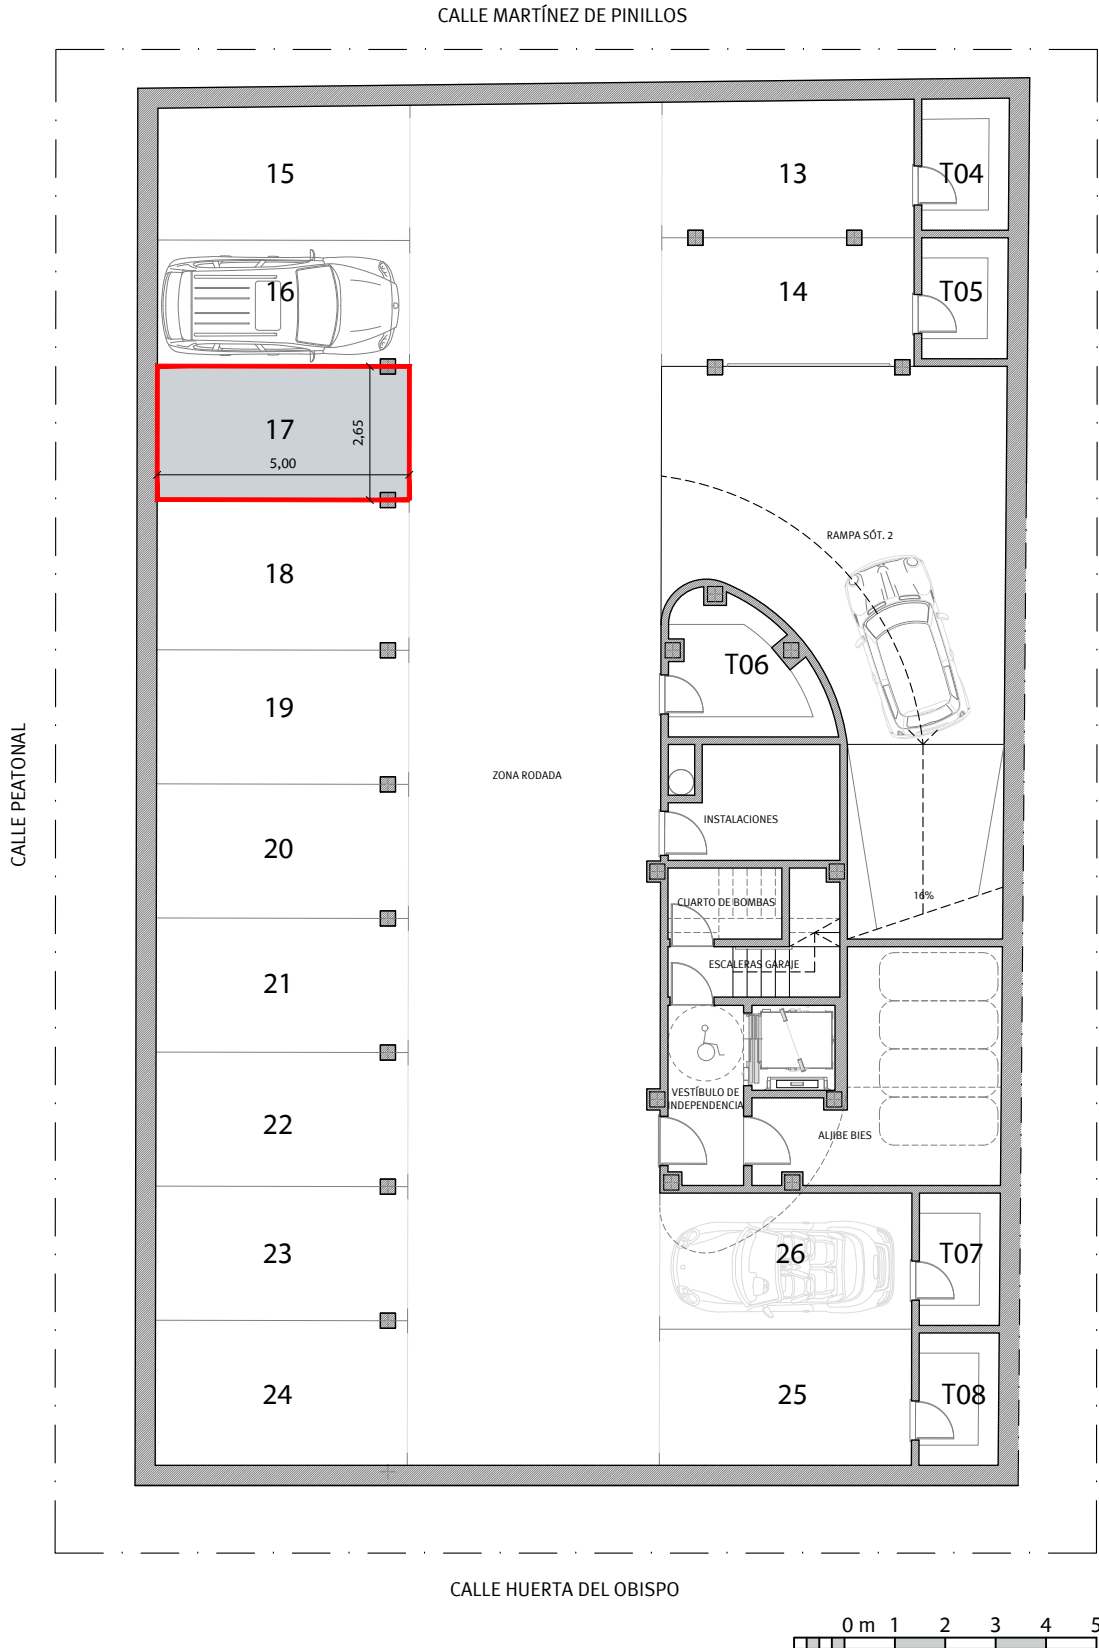 CALLE MARTÍNEZ DE PINILLOS
15
13
T04
16
14
T05
17
2,65
5,00
RAMPA SÓT. 2
18
T06
19
CALLE PEATONAL
ZONA RODADA
INSTALACIONES
20
16%
CUARTO DE BOMBAS
ESCALERAS GARAJE
21
VESTÍBULO DE
INDEPENDENCIA
22
ALJIBE BIES
23
26
T07
24
25
T08
CALLE HUERTA DEL OBISPO
0 m 1 2 3 4 5